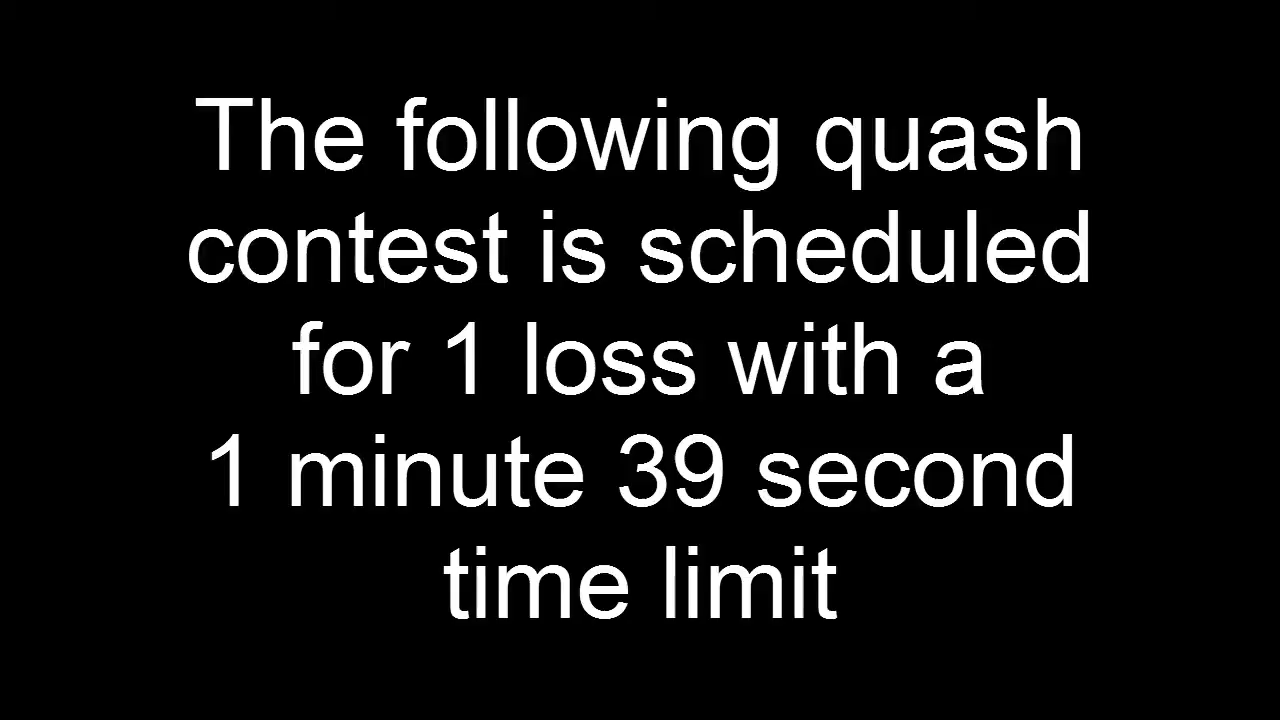 The following quash
contest is scheduled
for 1 loss with a
1 minute 39 second
time limit